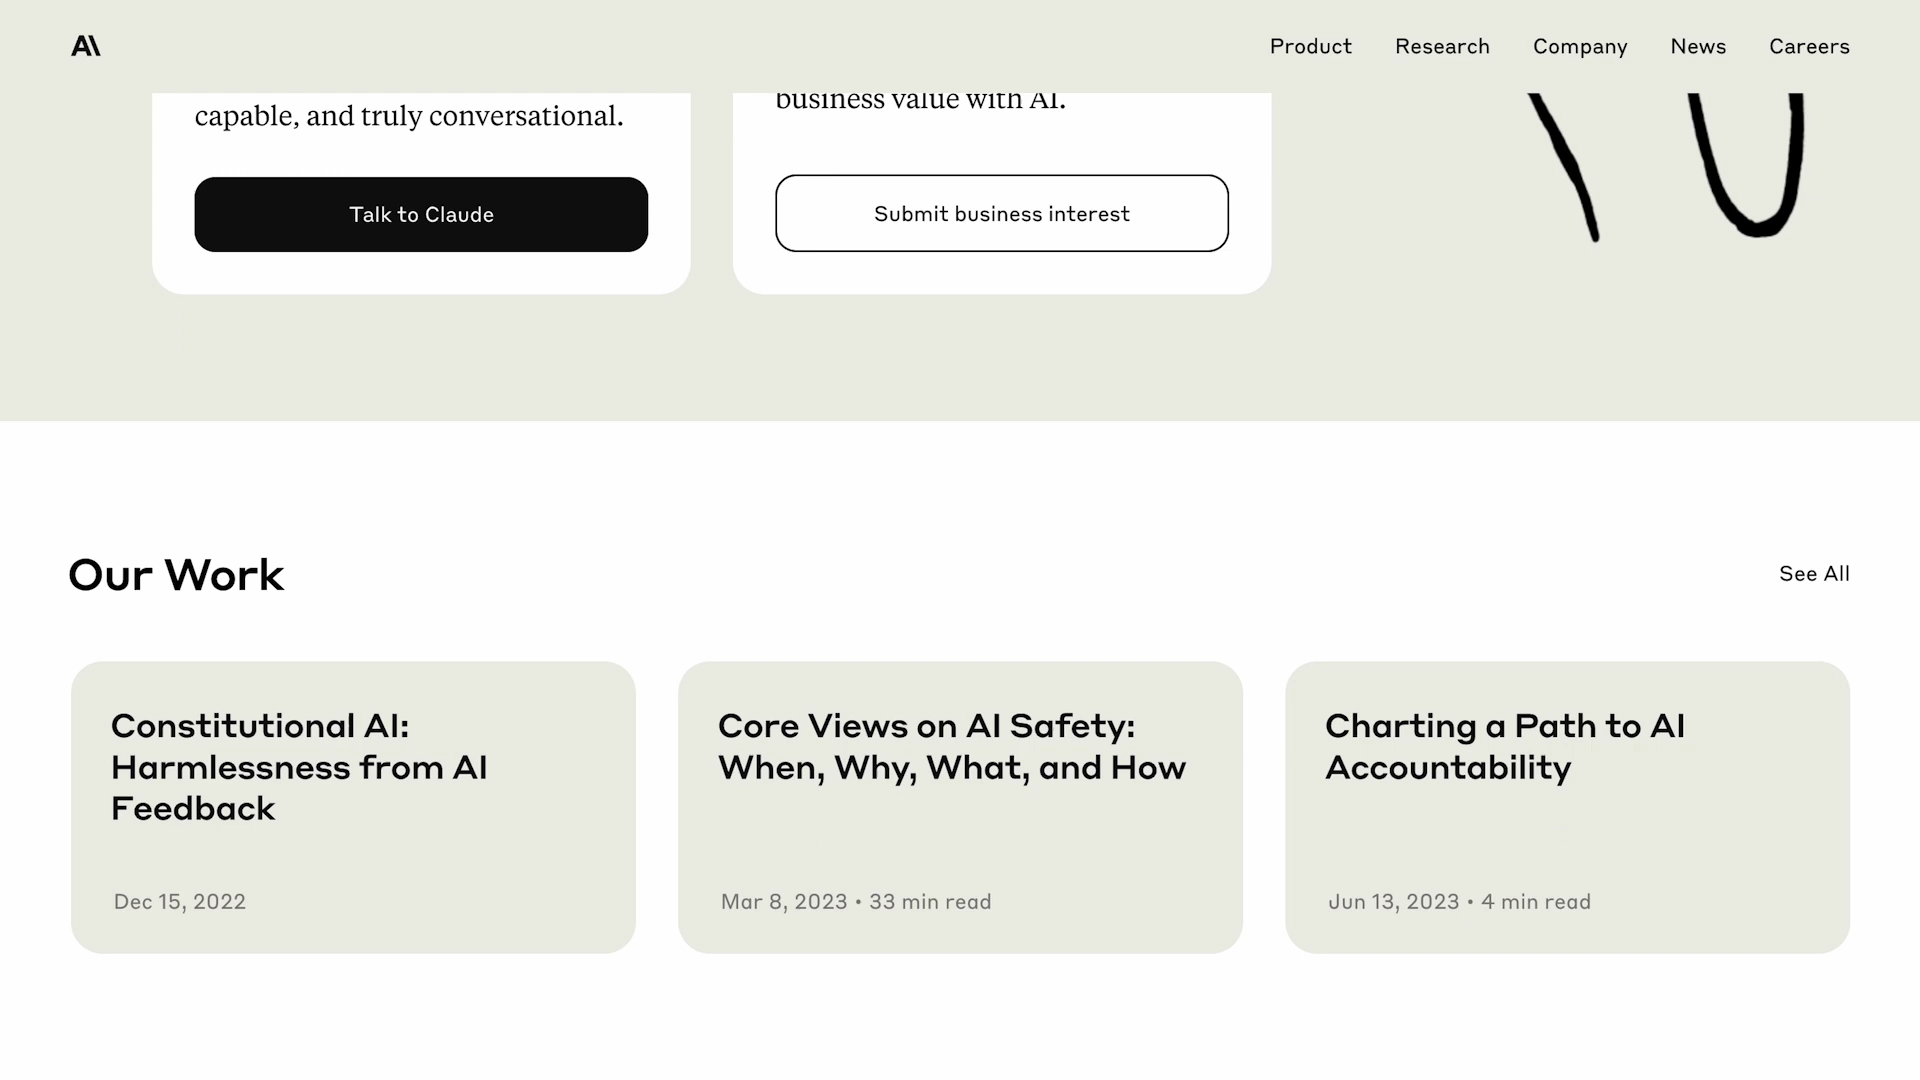 A\
Product
Research
Company
News
Careers
capable, and truly conversational.
Talk to Claude
business value with AI.
Submit business interest
Our Work
See All
Constitutional AI:
Harmlessness from AI
Feedback
Dec 15, 2022
Core Views on AI Safety:
When, Why, What, and How
Mar 8, 2023 • 33 min read
Charting a Path to AI
Accountability
Jun 13, 2023 • 4 min read